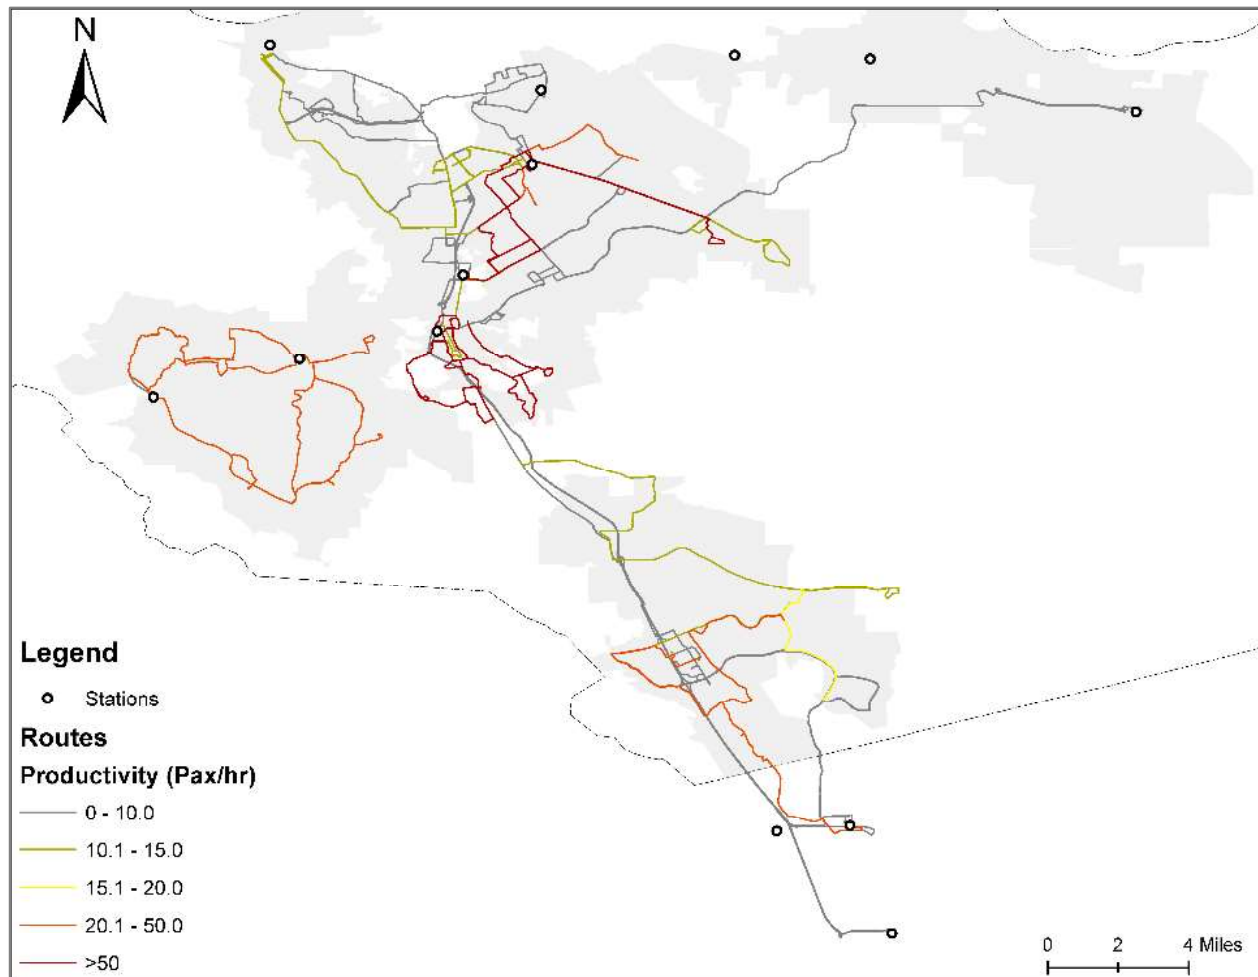 N
Legend
Stations
Routes
Productivity (Pax/hr)
0 - 10.0
10.1 - 15.0
15.1 - 20.0
20.1 - 50.0
>50
0 2 4 Miles